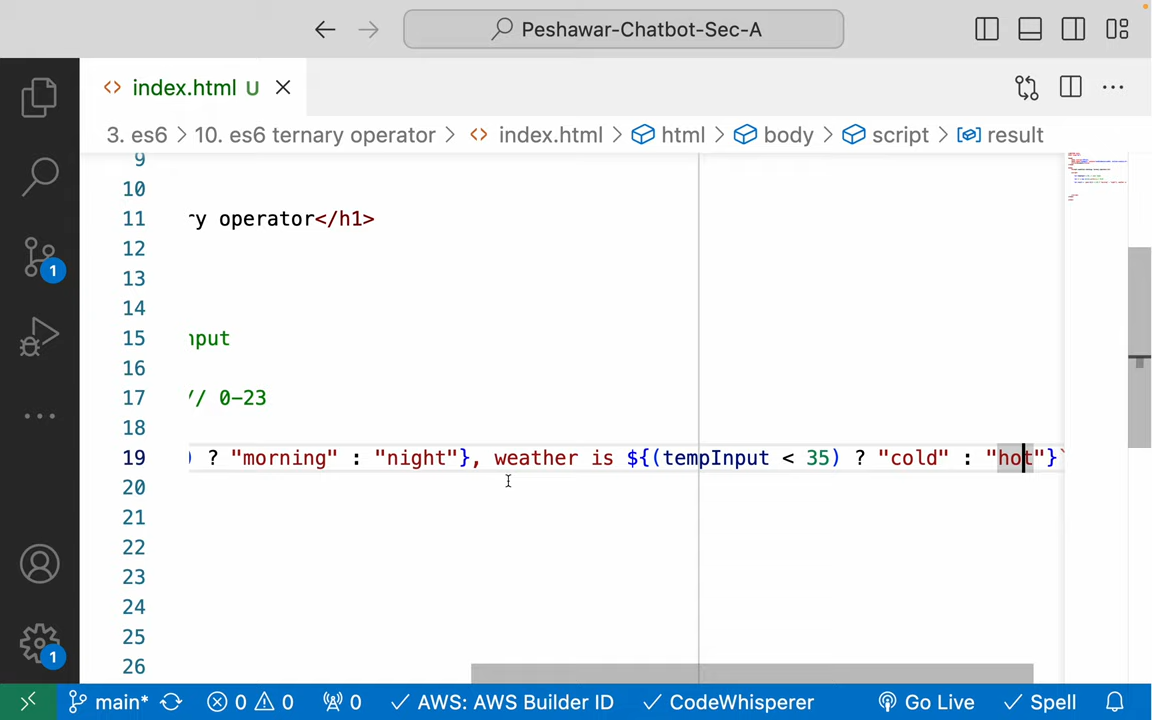 Peshawar-Chatbot-Sec-A
index.html U
3. es6 > 10. es6 ternary operator > index.html > html > body > script > result
9
10
11 ry operator</h1>
12
13
14
15 nput
16
17 // 0-23
18
19 ) ? "morning" : "night"}, weather is ${(tempInput < 35) ? "cold" : "hot"}`
20
21
22
23
24
25
26
1
1
main* 0 0 0 AWS: AWS Builder ID CodeWhisperer Go Live Spell